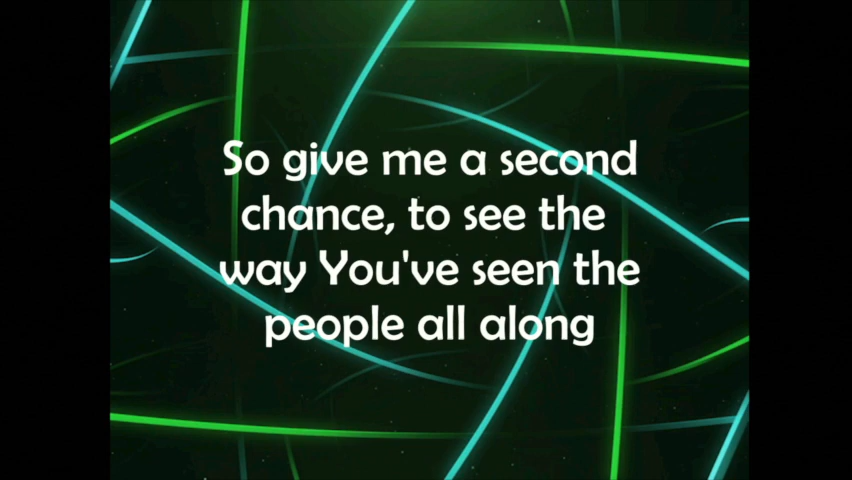 So give me a second
chance, to see the
way You've seen the
people all along